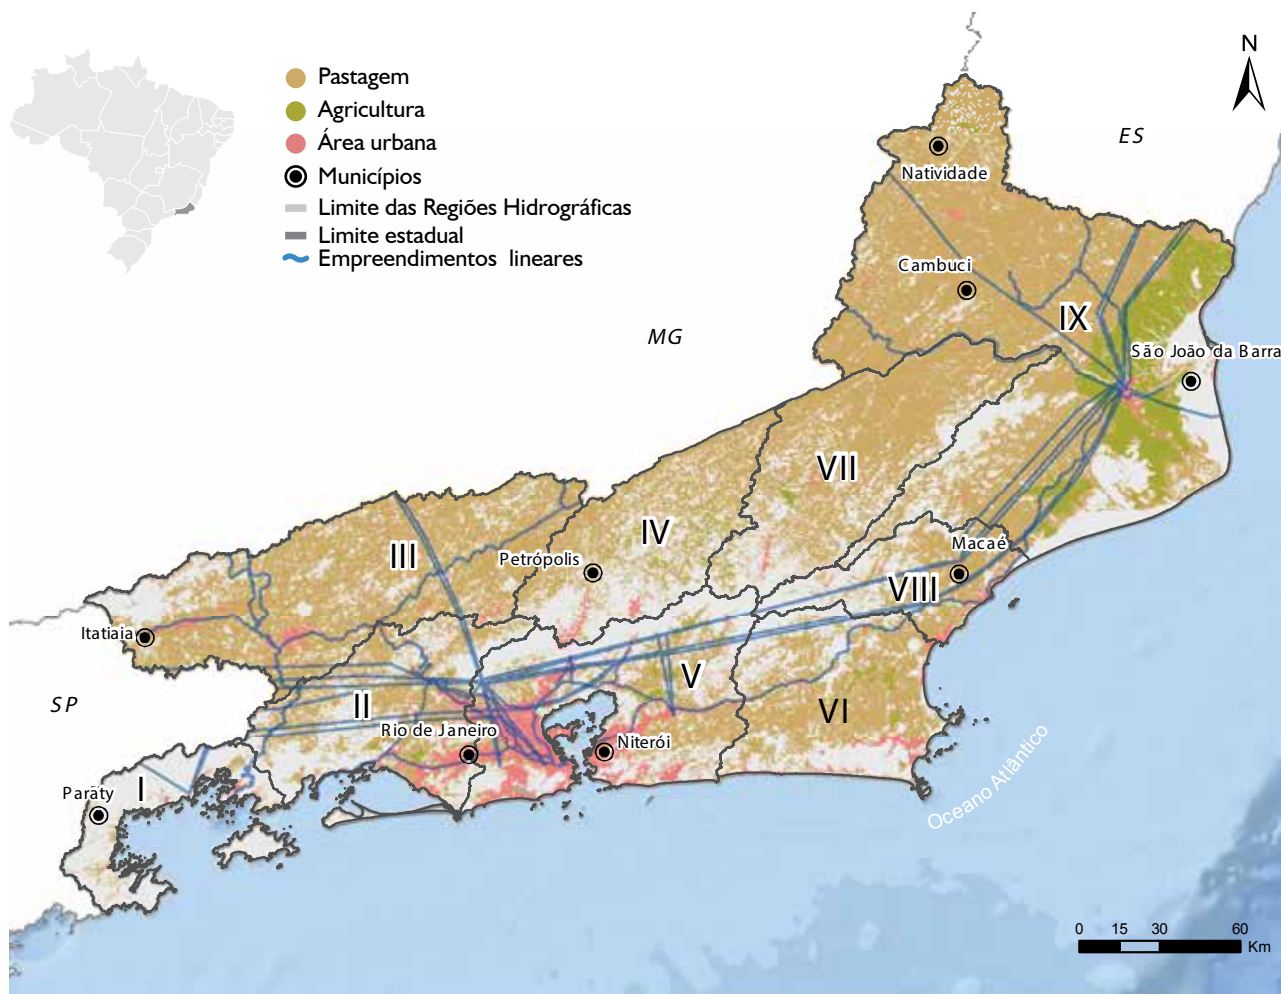 Pastagem
Agricultura
Área urbana
Municípios
Limite das Regiões Hidrográficas
Limite estadual
Empreendimentos lineares
N
ES
Natividade
Cambuci
IX
MG
São João da Barra
VII
IV
III
Petrópolis
Macaé
VIII
Itatiaia
V
SP
II
VI
Rio de Janeiro
Niterói
I
Paraty
Oceano Atlântico
0 15 30 60
Km